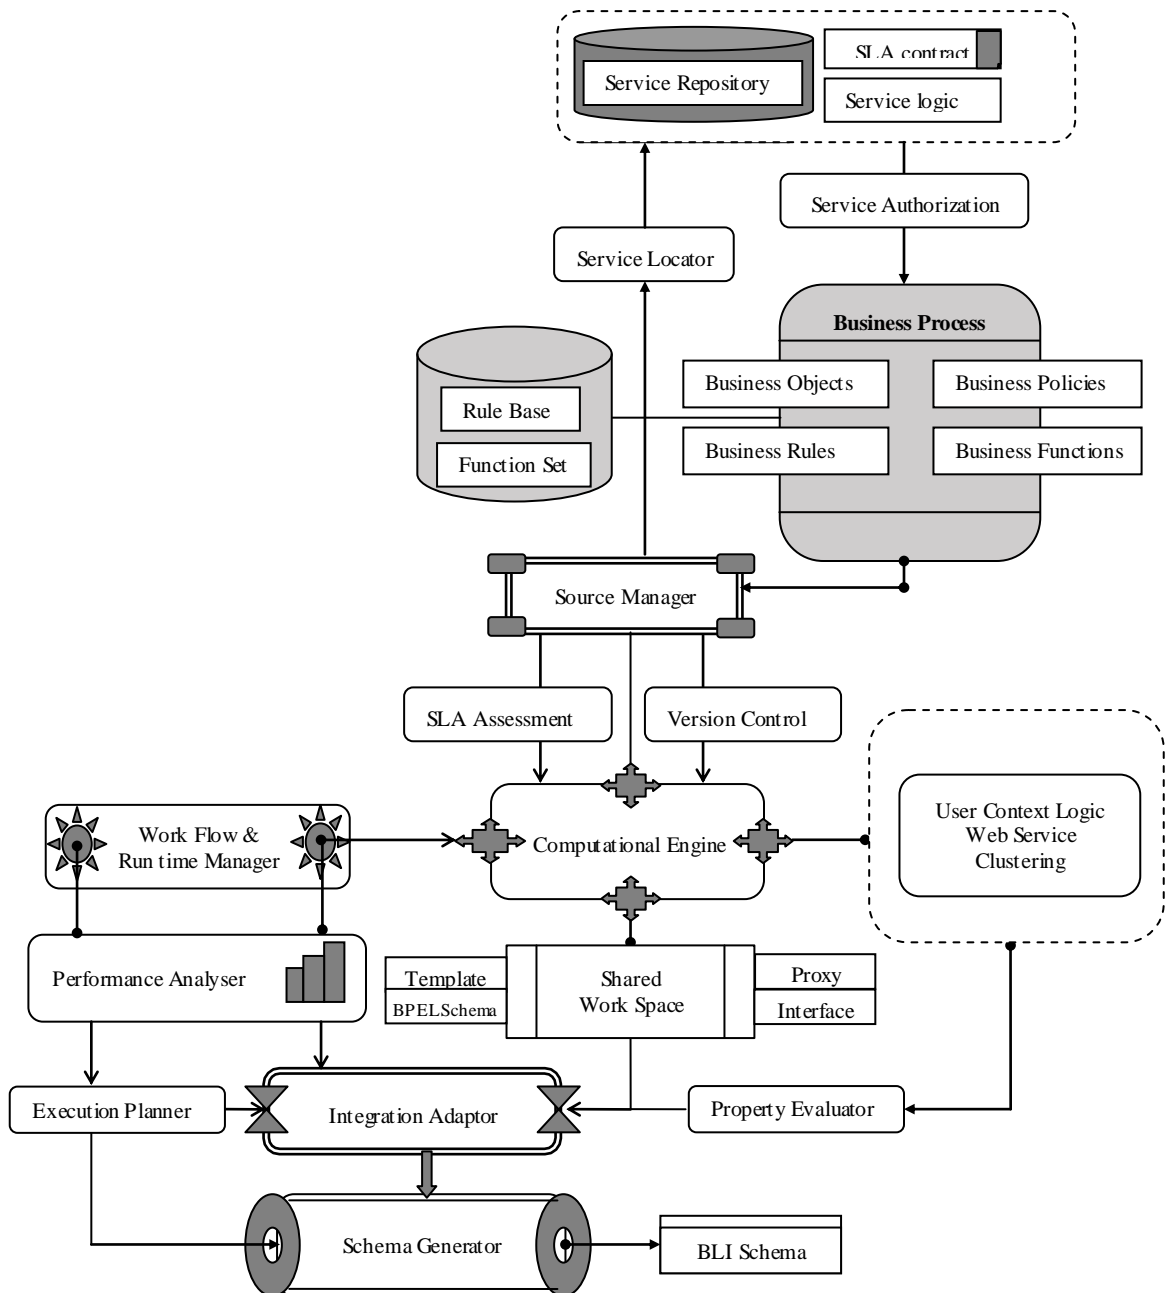 Service Repository
SLA contract
Service logic
Service Authorization
Service Locator
Business Process
Business Objects
Business Policies
Rule Base
Business Rules
Business Functions
Function Set
Source Manager
SLA Assessment
Version Control
User Context Logic
Web Service
Clustering
Work Flow &
Run time Manager
Computational Engine
Performance Analyser
Template
BPELSchema
Shared
Work Space
Proxy
Interface
Execution Planner
Integration Adaptor
Property Evaluator
Schema Generator
BLI Schema